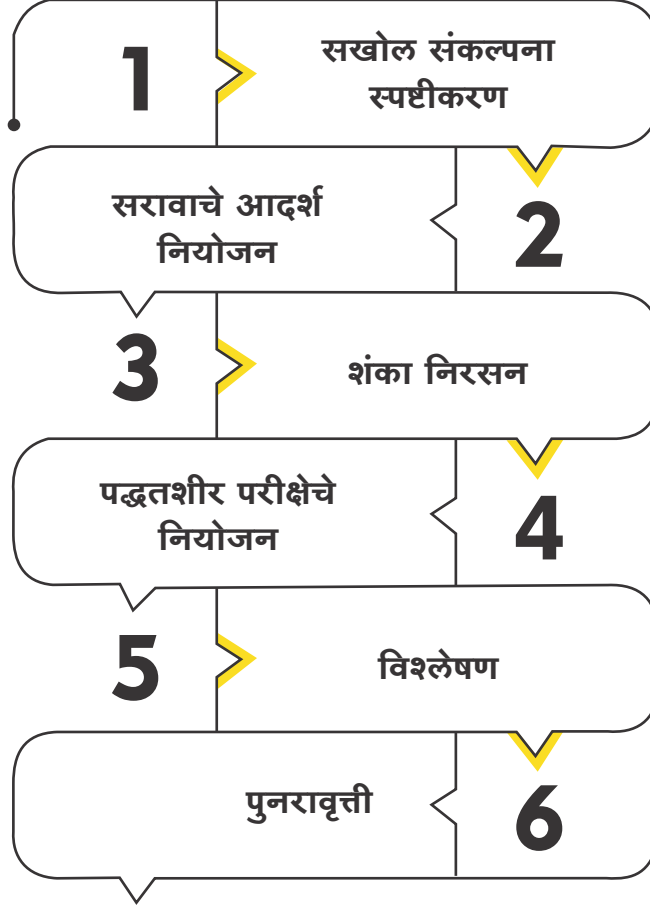 1
सखोल संकल्पना
स्पष्टीकरण
सरावाचे आदर्श
नियोजन
2
3
शंका निरसन
पद्धतशीर परीक्षेचे
नियोजन
4
5
विश्लेषण
पुनरावृत्ती
6